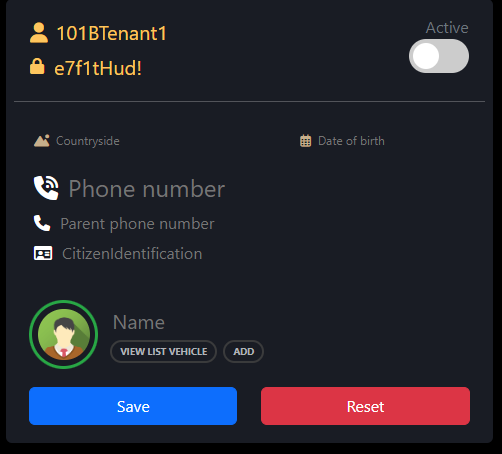 101BTenant1
Active
e7f1tHud!
Countryside
Date of birth
Phone number
Parent phone number
CitizenIdentification
Name
VIEW LIST VEHICLE
ADD
Save
Reset